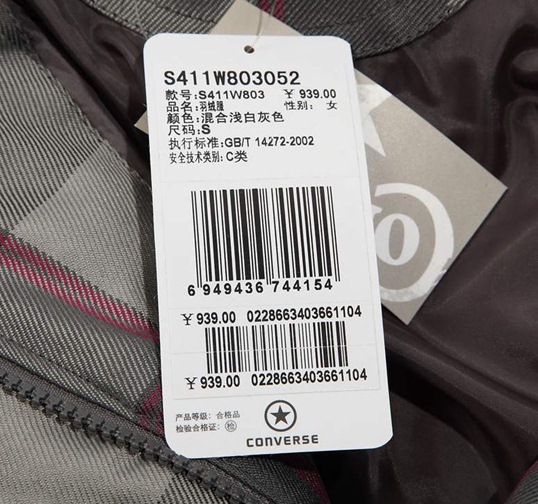 S411W803052
款号:S411W803 ￥939.00
品名:羽绒服 性别: 女
颜色:混合浅白灰色
尺码:S
执行标准:GB/T 14272-2002
安全技术类别:C类
6 949436 744154
￥939.00 0228663403661104
￥939.00 0228663403661104
产品等级: 合格品
检验合格证: 检
CONVERSE